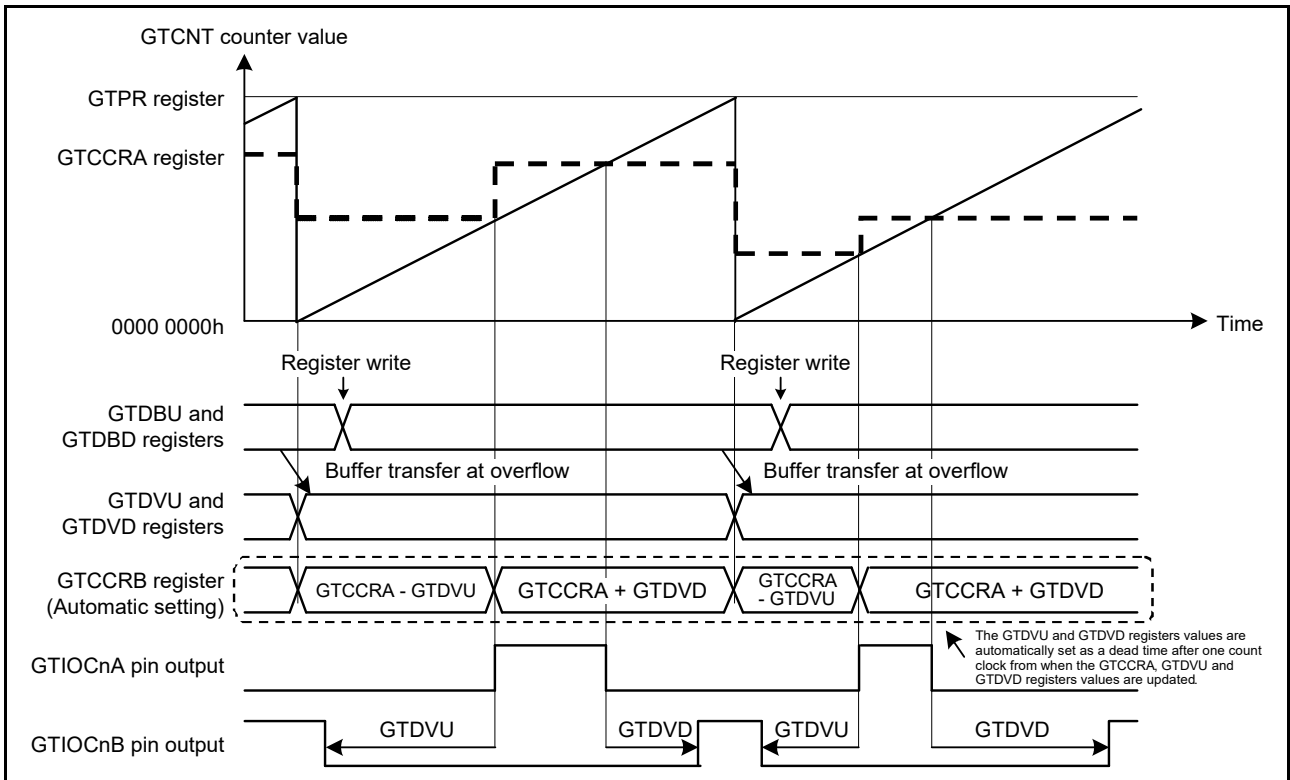 GTCNT counter value
GTPR register
GTCCRA register
0000 0000h
Time
Register write
Register write
GTDBU and
GTDBD registers
Buffer transfer at overflow
Buffer transfer at overflow
GTDVU and
GTDVD registers
GTCCRB register
(Automatic setting)
GTCCRA - GTDVU
GTCCRA + GTDVD
GTCCRA
- GTDVU
GTCCRA + GTDVD
The GTDVU and GTDVD registers values are
automatically set as a dead time after one count
clock from when the GTCCRA, GTDVU and
GTDVD registers values are updated.
GTIOCnA pin output
GTIOCnB pin output
GTDVU
GTDVD
GTDVU
GTDVD